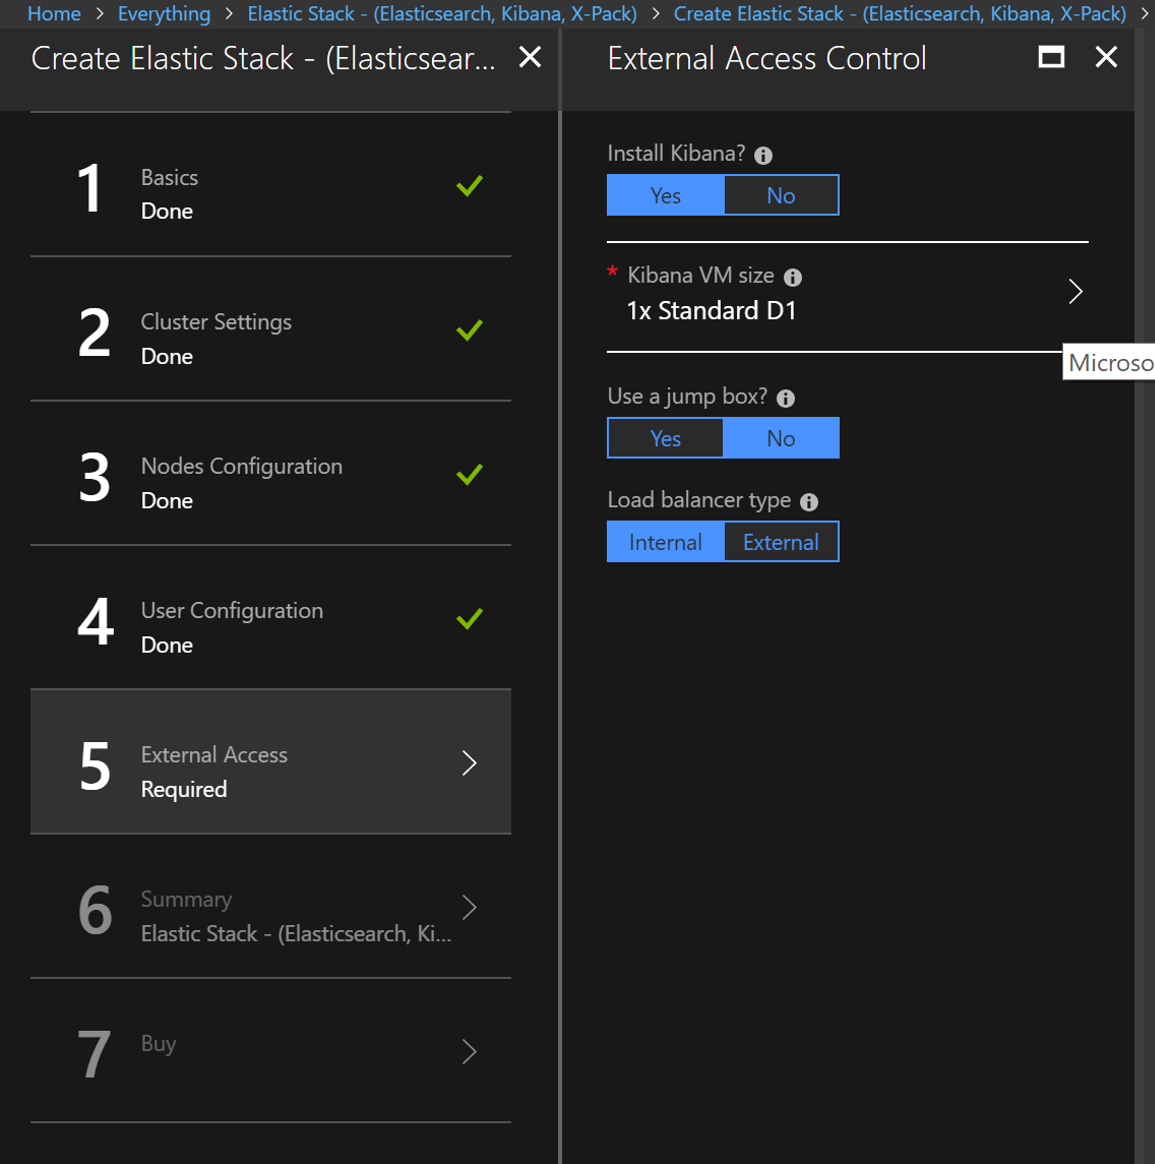 Home > Everything > Elastic Stack - (Elasticsearch, Kibana, X-Pack) > Create Elastic Stack - (Elasticsearch, Kibana, X-Pack) >
Create Elastic Stack - (Elasticsear...
1
Basics
Done
2
Cluster Settings
Done
3
Nodes Configuration
Done
4
User Configuration
Done
5
External Access
Required
6
Summary
Elastic Stack - (Elasticsearch, Ki...
7
Buy
External Access Control
Install Kibana?
Yes No
* Kibana VM size
1x Standard D1
Microso
Use a jump box?
Yes No
Load balancer type
Internal External